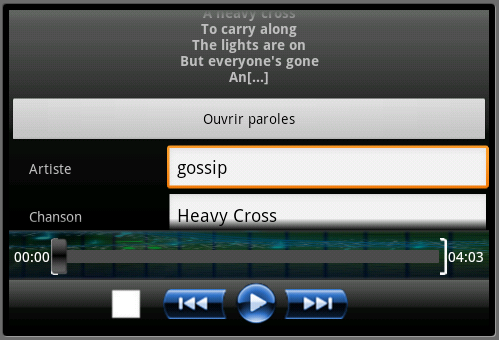 A heavy cross
To carry along
The lights are on
But everyone's gone
An[...]
Ouvrir paroles
Artiste
gossip
Chanson
Heavy Cross
00:00
04:03